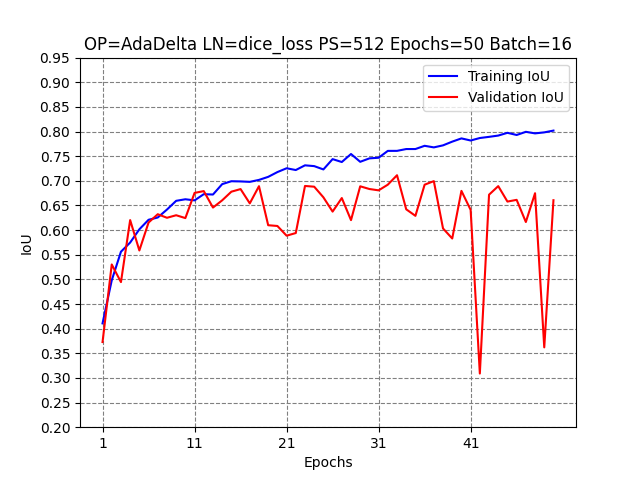 OP=AdaDelta LN=dice_loss PS=512 Epochs=50 Batch=16
Training IoU
Validation IoU
0.95
0.90
0.85
0.80
0.75
0.70
0.65
0.60
0.55
0.50
0.45
0.40
0.35
0.30
0.25
0.20
IoU
1 11 21 31 41
Epochs